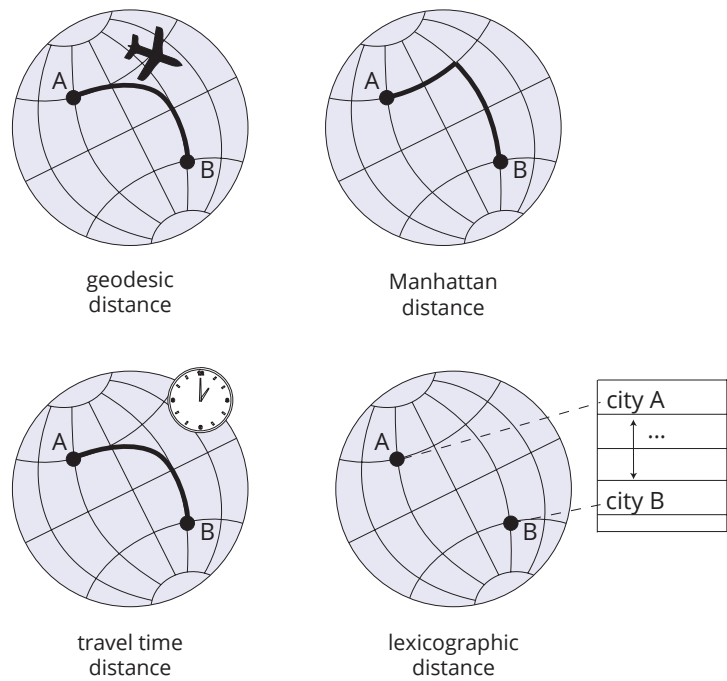 A
B
geodesic
distance
A
B
Manhattan
distance
A
B
travel time
distance
A
B
city A
...
city B
lexicographic
distance